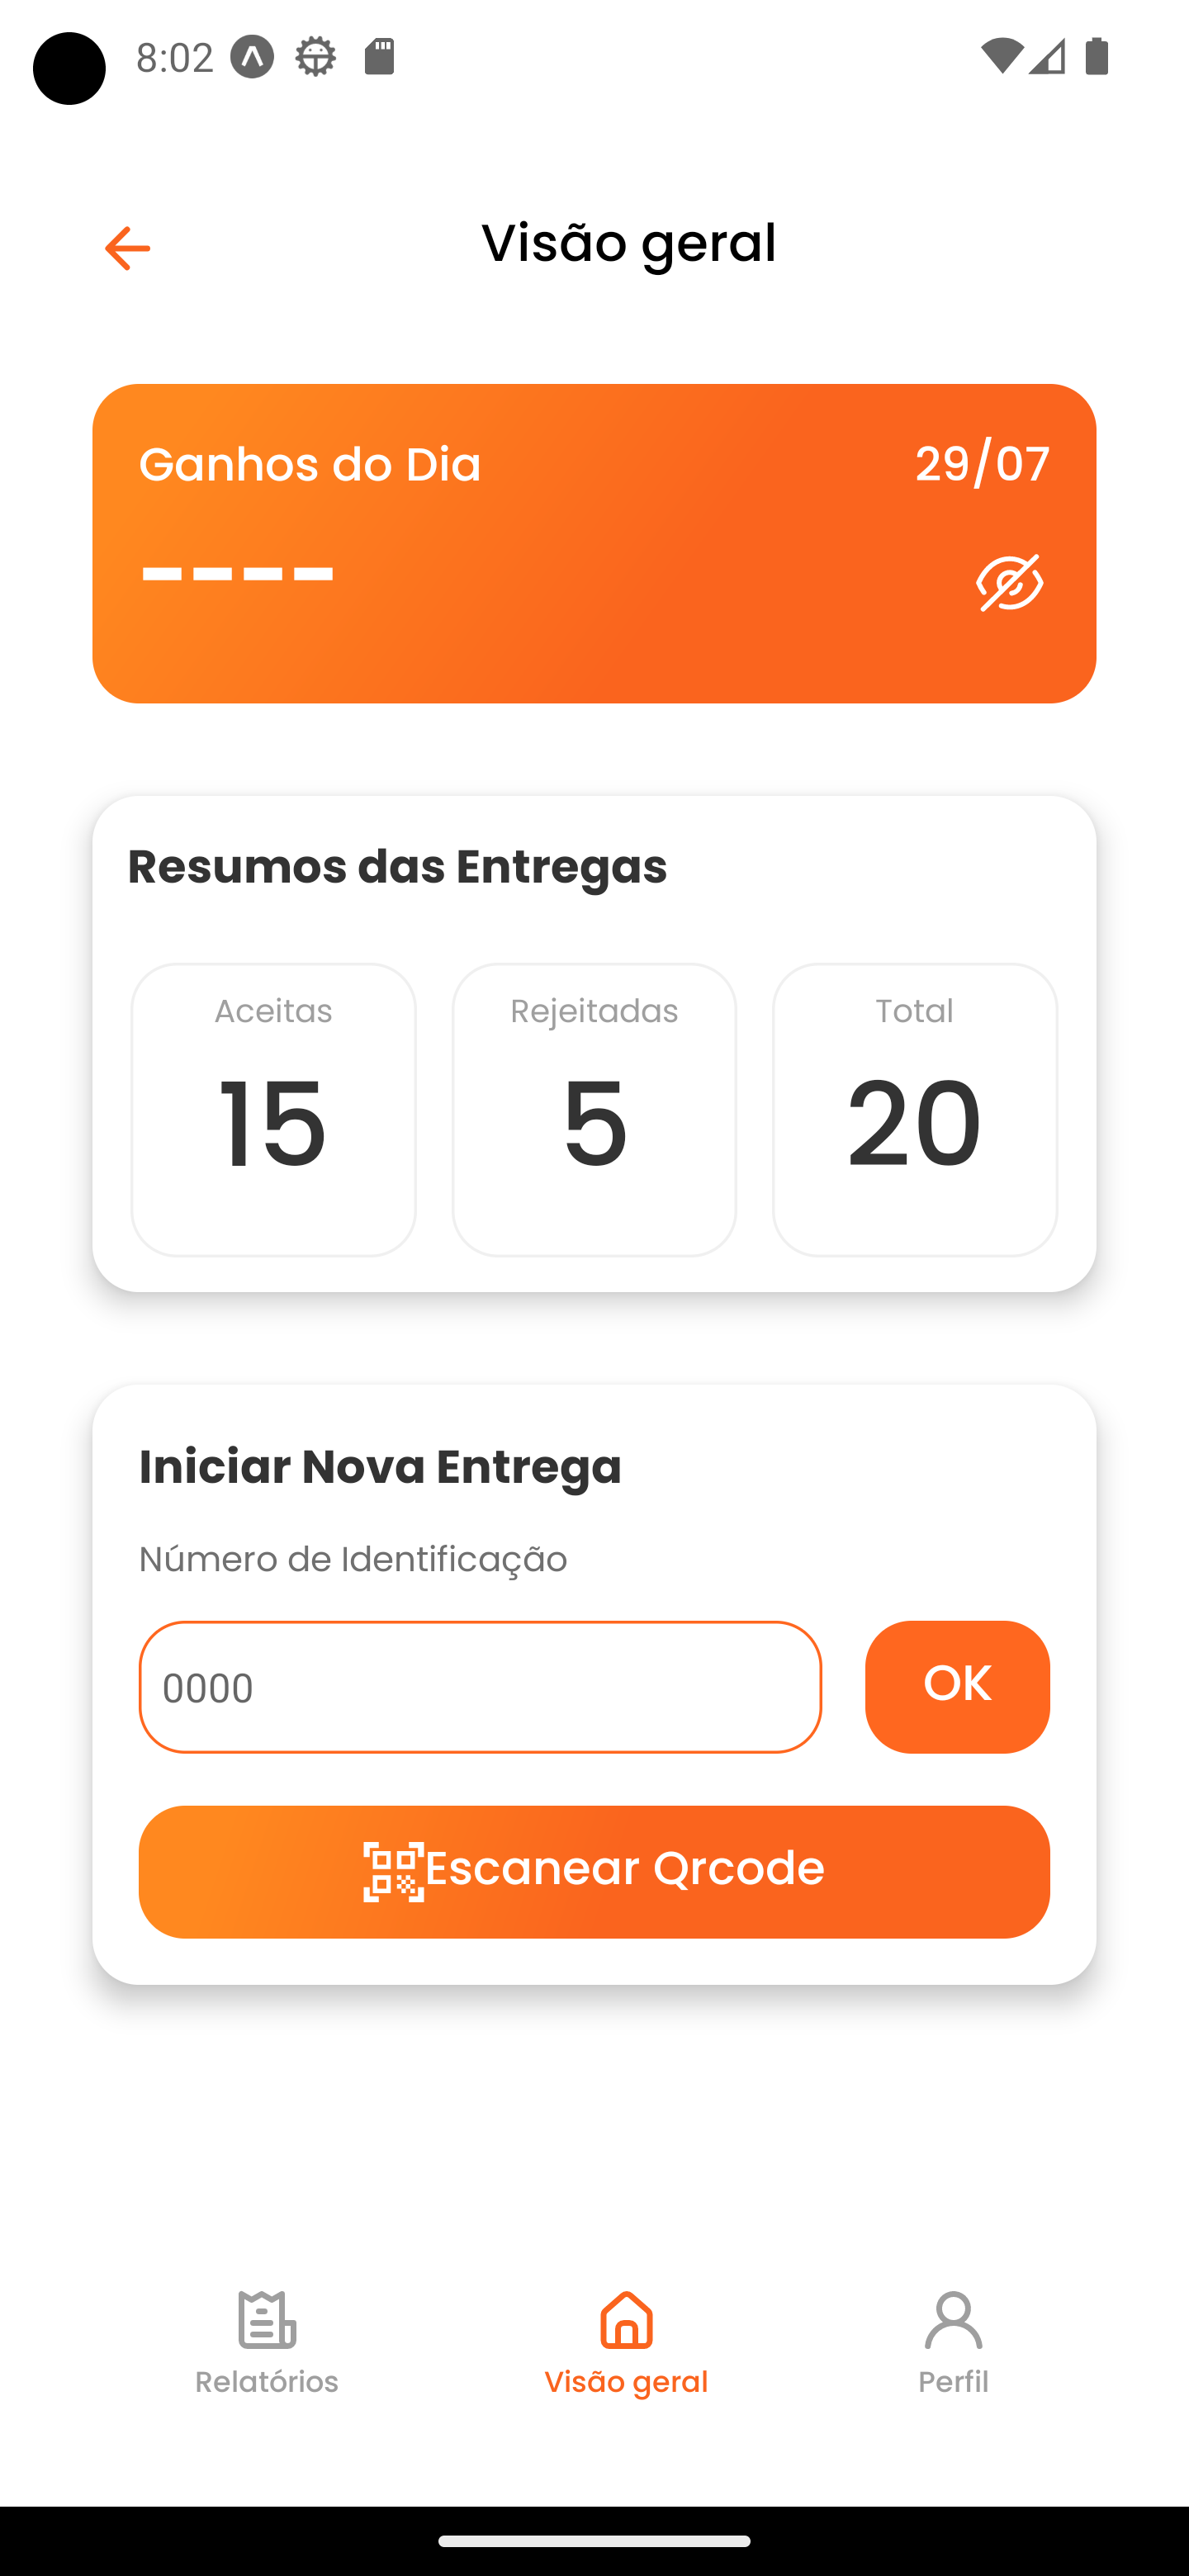 8:02
Visão geral
Ganhos do Dia 29/07
----
Resumos das Entregas
Aceitas Rejeitadas Total
15 5 20
Iniciar Nova Entrega
Número de Identificação
0000 OK
Escanear Qrcode
Relatórios Visão geral Perfil